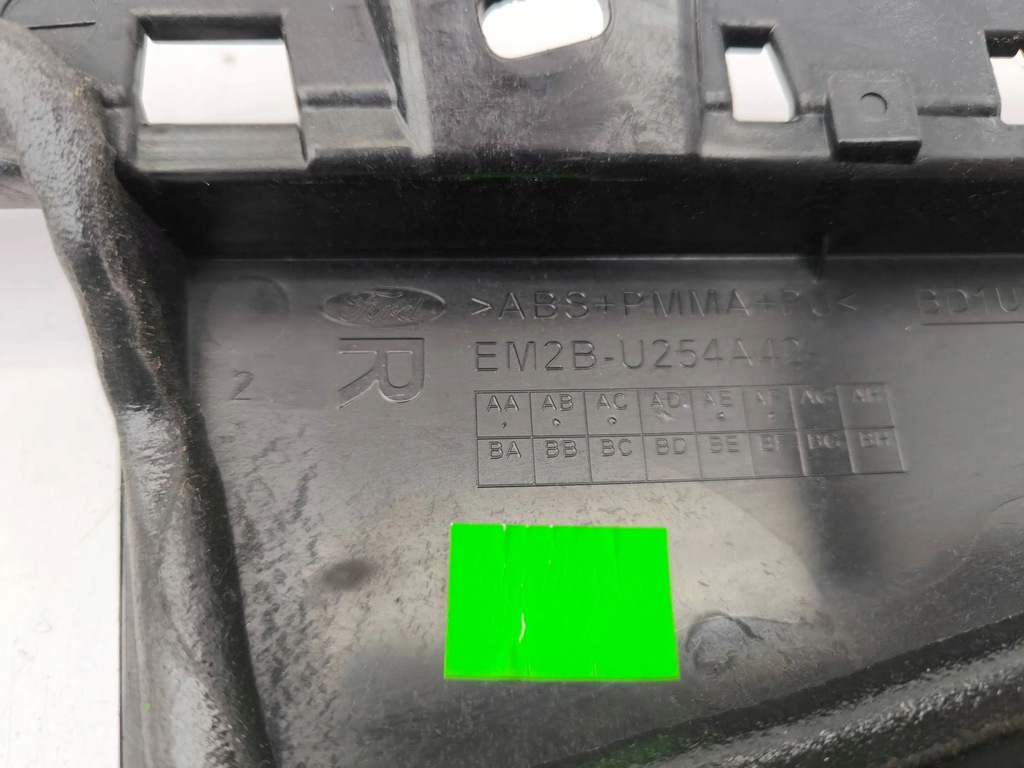 Ford >ABS+PMMA+PU< BD1U
R EM2B-U254A42-
2
AA AB AC AD AE AF AG AH
BA BB BC BD BE BF BG BH